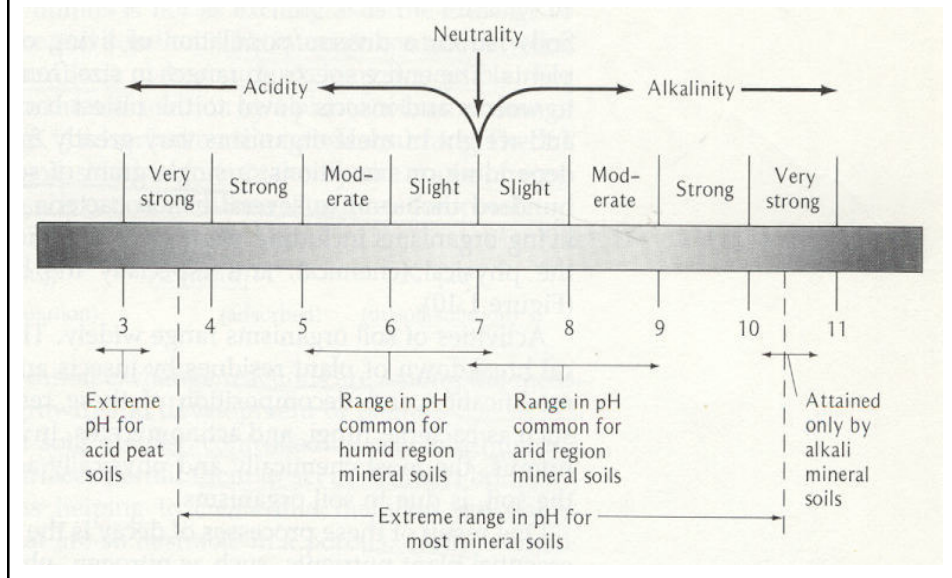 Neutrality
Acidity
Alkalinity
Very strong
Strong
Mod–
erate
Slight
Slight
Mod–
erate
Strong
Very
strong
3 4 5 6 7 8 9 10 11
Extreme
pH for
acid peat
soils
Range in pH
common for
humid region
mineral soils
Range in pH
common for
arid region
mineral soils
Attained
only by
alkali
mineral
soils
Extreme range in pH for
most mineral soils